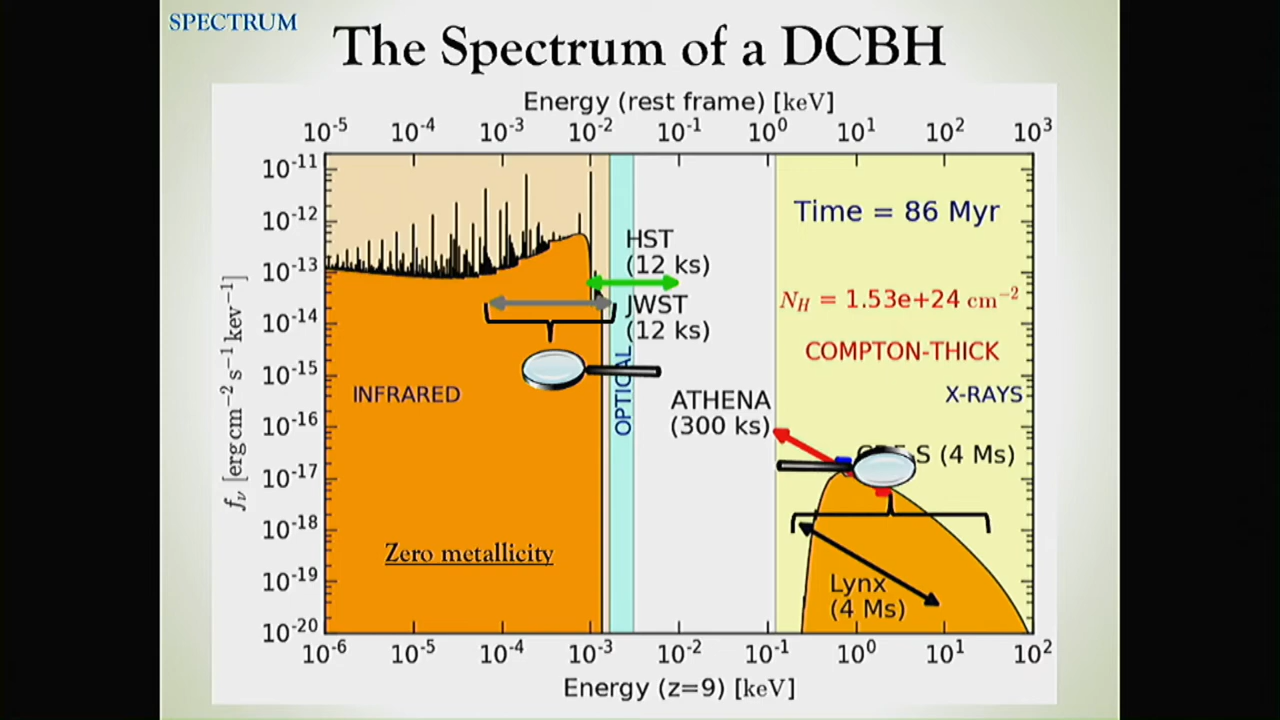 SPECTRUM
The Spectrum of a DCBH
Energy (rest frame) [keV]
10⁻⁵ 10⁻⁴ 10⁻³ 10⁻² 10⁻¹ 10⁰ 10¹ 10² 10³
10⁻¹¹
10⁻¹²
10⁻¹³
10⁻¹⁴
10⁻¹⁵
10⁻¹⁶
10⁻¹⁷
10⁻¹⁸
10⁻¹⁹
10⁻²⁰
fᵥ [erg cm⁻² s⁻¹ kev⁻¹]
Time = 86 Myr
HST
(12 ks)
N_H = 1.53e+24 cm⁻²
JWST
(12 ks)
COMPTON-THICK
INFRARED
OPTICAL
X-RAYS
ATHENA
(300 ks)
S (4 Ms)
Zero metallicity
Lynx
(4 Ms)
10⁻⁶ 10⁻⁵ 10⁻⁴ 10⁻³ 10⁻² 10⁻¹ 10⁰ 10¹ 10²
Energy (z=9) [keV]